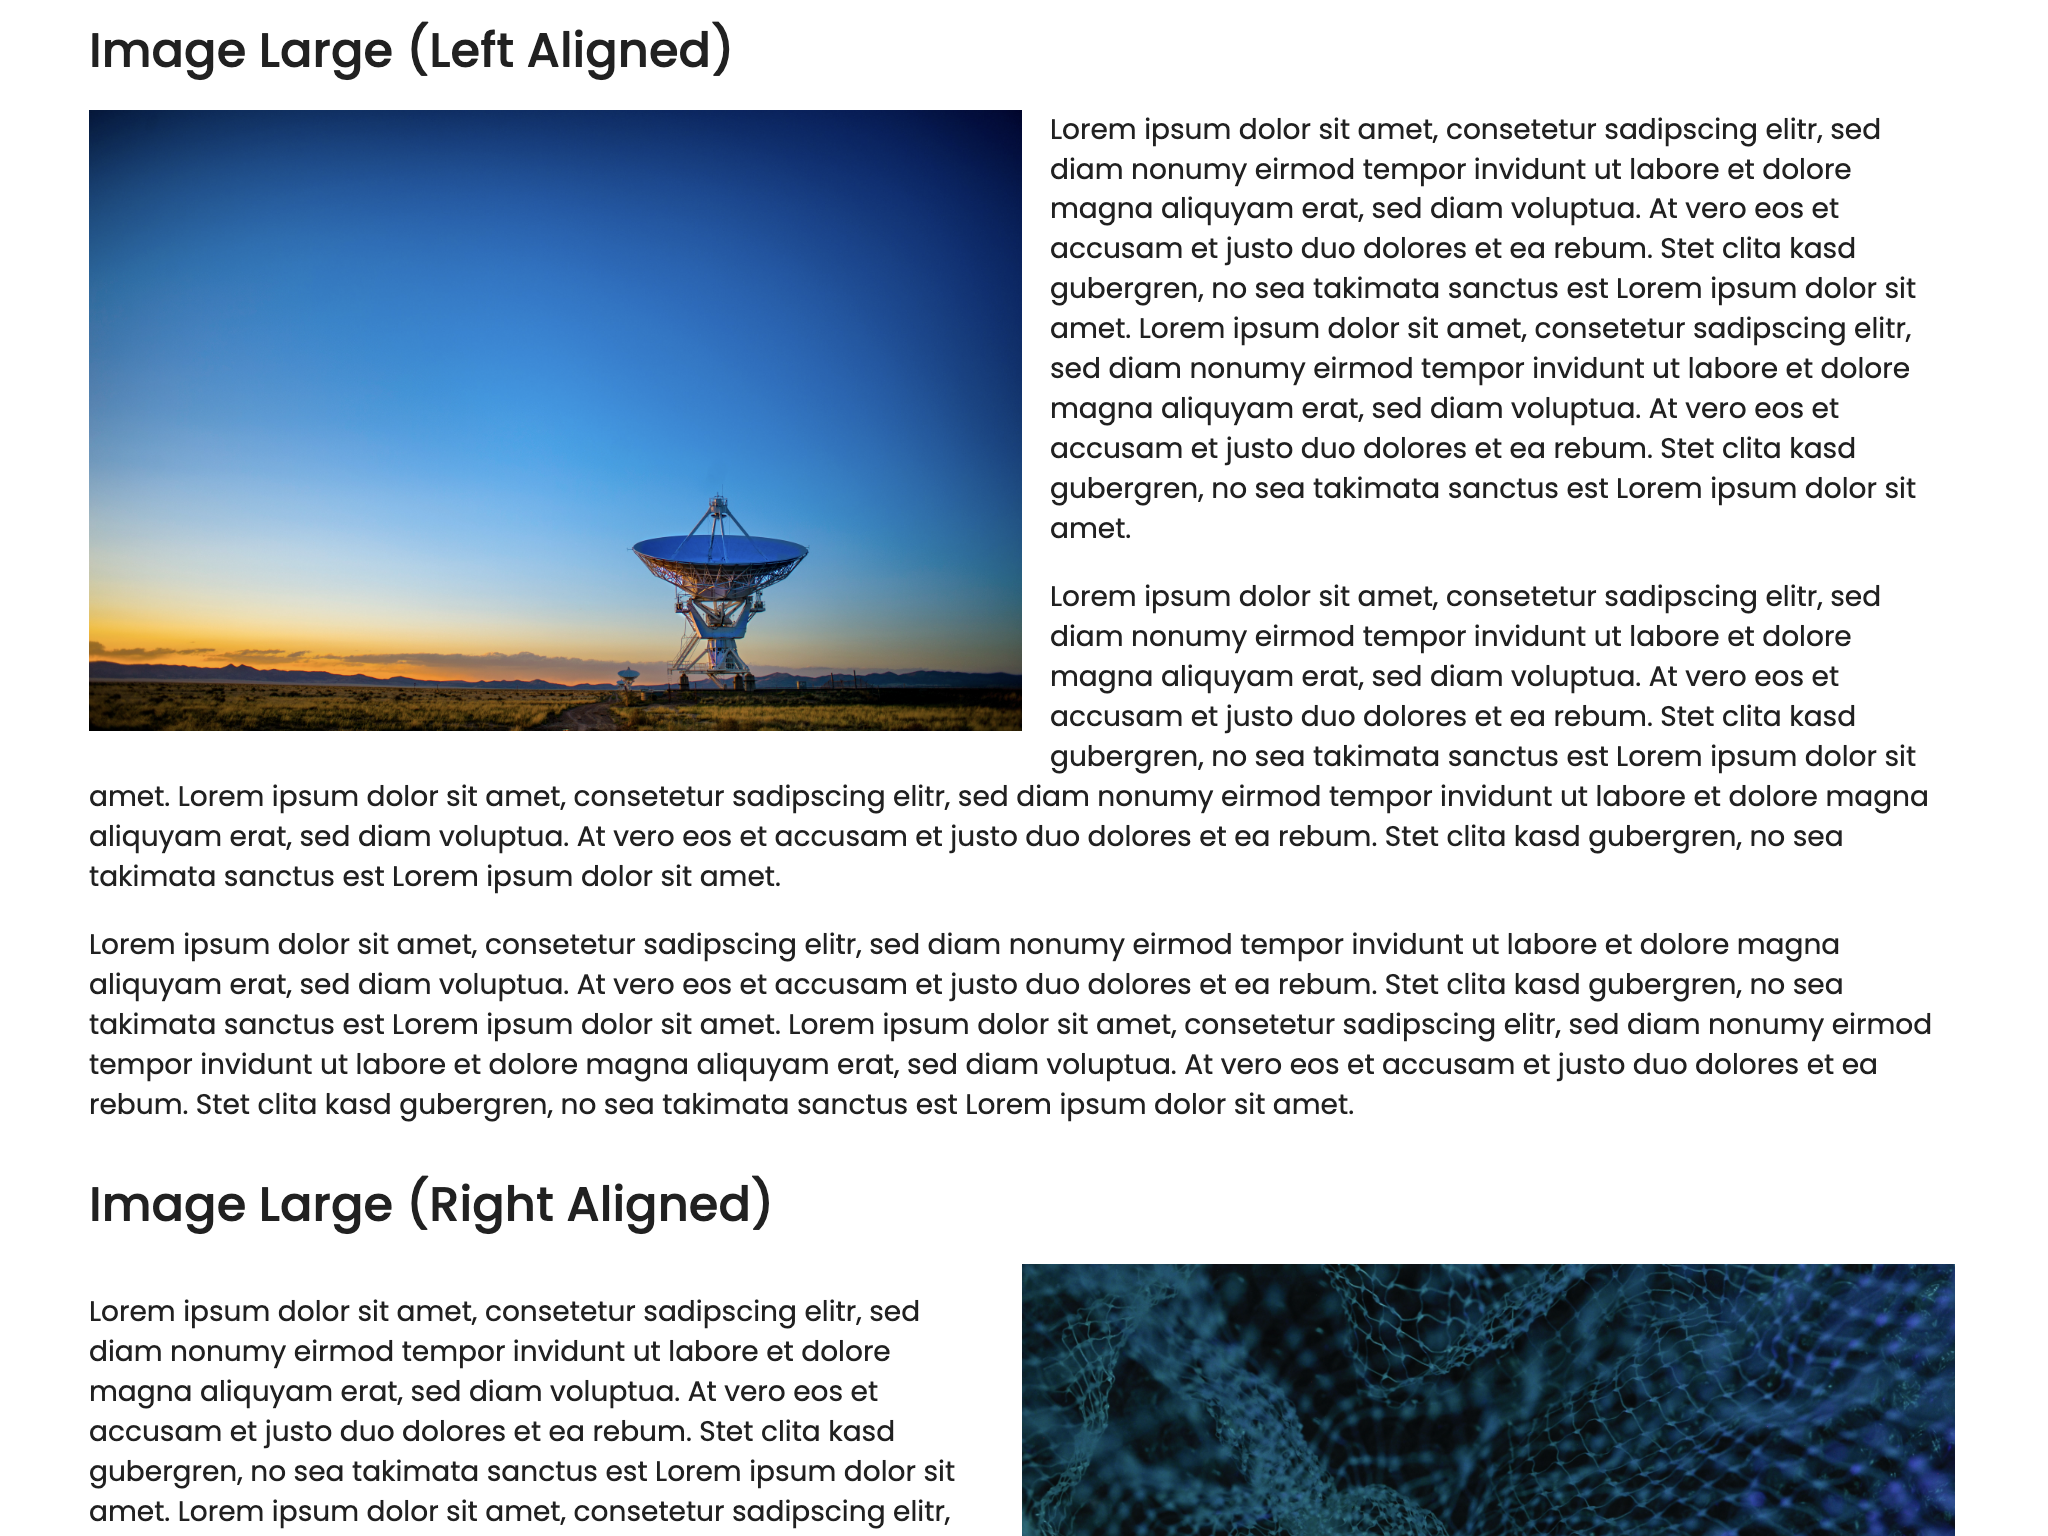 Image Large (Left Aligned)
Lorem ipsum dolor sit amet, consetetur sadipscing elitr, sed
diam nonumy eirmod tempor invidunt ut labore et dolore
magna aliquyam erat, sed diam voluptua. At vero eos et
accusam et justo duo dolores et ea rebum. Stet clita kasd
gubergren, no sea takimata sanctus est Lorem ipsum dolor sit
amet. Lorem ipsum dolor sit amet, consetetur sadipscing elitr,
sed diam nonumy eirmod tempor invidunt ut labore et dolore
magna aliquyam erat, sed diam voluptua. At vero eos et
accusam et justo duo dolores et ea rebum. Stet clita kasd
gubergren, no sea takimata sanctus est Lorem ipsum dolor sit
amet.
Lorem ipsum dolor sit amet, consetetur sadipscing elitr, sed
diam nonumy eirmod tempor invidunt ut labore et dolore
magna aliquyam erat, sed diam voluptua. At vero eos et
accusam et justo duo dolores et ea rebum. Stet clita kasd
gubergren, no sea takimata sanctus est Lorem ipsum dolor sit
amet. Lorem ipsum dolor sit amet, consetetur sadipscing elitr, sed diam nonumy eirmod tempor invidunt ut labore et dolore magna
aliquyam erat, sed diam voluptua. At vero eos et accusam et justo duo dolores et ea rebum. Stet clita kasd gubergren, no sea
takimata sanctus est Lorem ipsum dolor sit amet.
Lorem ipsum dolor sit amet, consetetur sadipscing elitr, sed diam nonumy eirmod tempor invidunt ut labore et dolore magna
aliquyam erat, sed diam voluptua. At vero eos et accusam et justo duo dolores et ea rebum. Stet clita kasd gubergren, no sea
takimata sanctus est Lorem ipsum dolor sit amet. Lorem ipsum dolor sit amet, consetetur sadipscing elitr, sed diam nonumy eirmod
tempor invidunt ut labore et dolore magna aliquyam erat, sed diam voluptua. At vero eos et accusam et justo duo dolores et ea
rebum. Stet clita kasd gubergren, no sea takimata sanctus est Lorem ipsum dolor sit amet.
Image Large (Right Aligned)
Lorem ipsum dolor sit amet, consetetur sadipscing elitr, sed
diam nonumy eirmod tempor invidunt ut labore et dolore
magna aliquyam erat, sed diam voluptua. At vero eos et
accusam et justo duo dolores et ea rebum. Stet clita kasd
gubergren, no sea takimata sanctus est Lorem ipsum dolor sit
amet. Lorem ipsum dolor sit amet, consetetur sadipscing elitr,